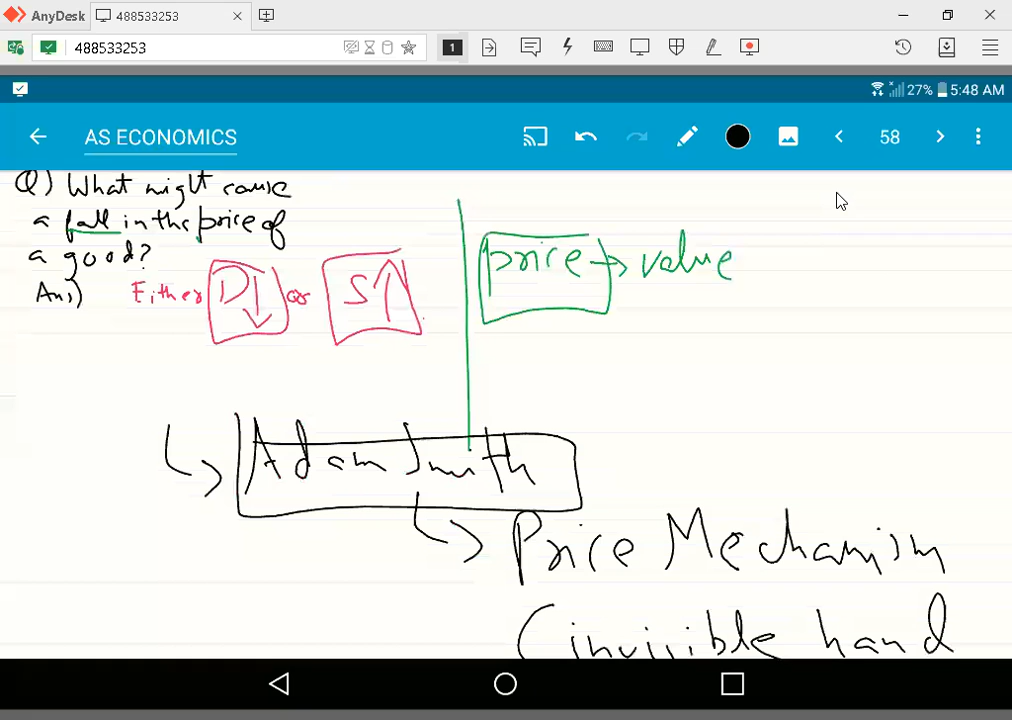 AnyDesk
488533253
488533253
1
27% 5:48 AM
AS ECONOMICS
58
Q) What might cause
a fall in the price of
a good?
Ans) Either D↓ or S↑
price → value
Adam Smith
Price Mechanism
(invisible hand